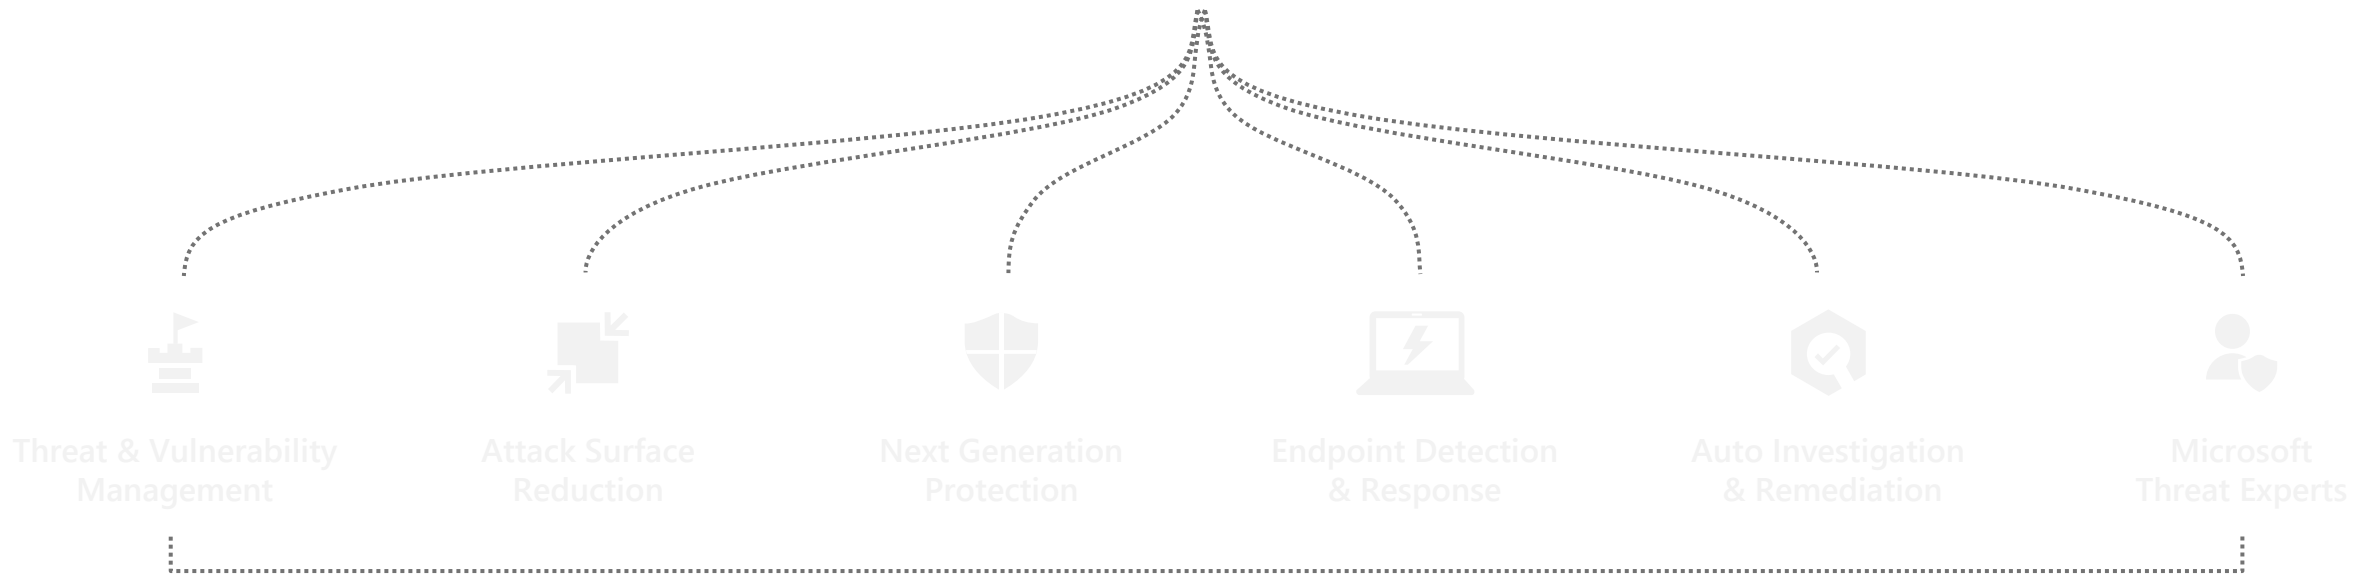 Threat & Vulnerability
Management
Attack Surface
Reduction
Next Generation
Protection
Endpoint Detection
& Response
Auto Investigation
& Remediation
Microsoft
Threat Experts